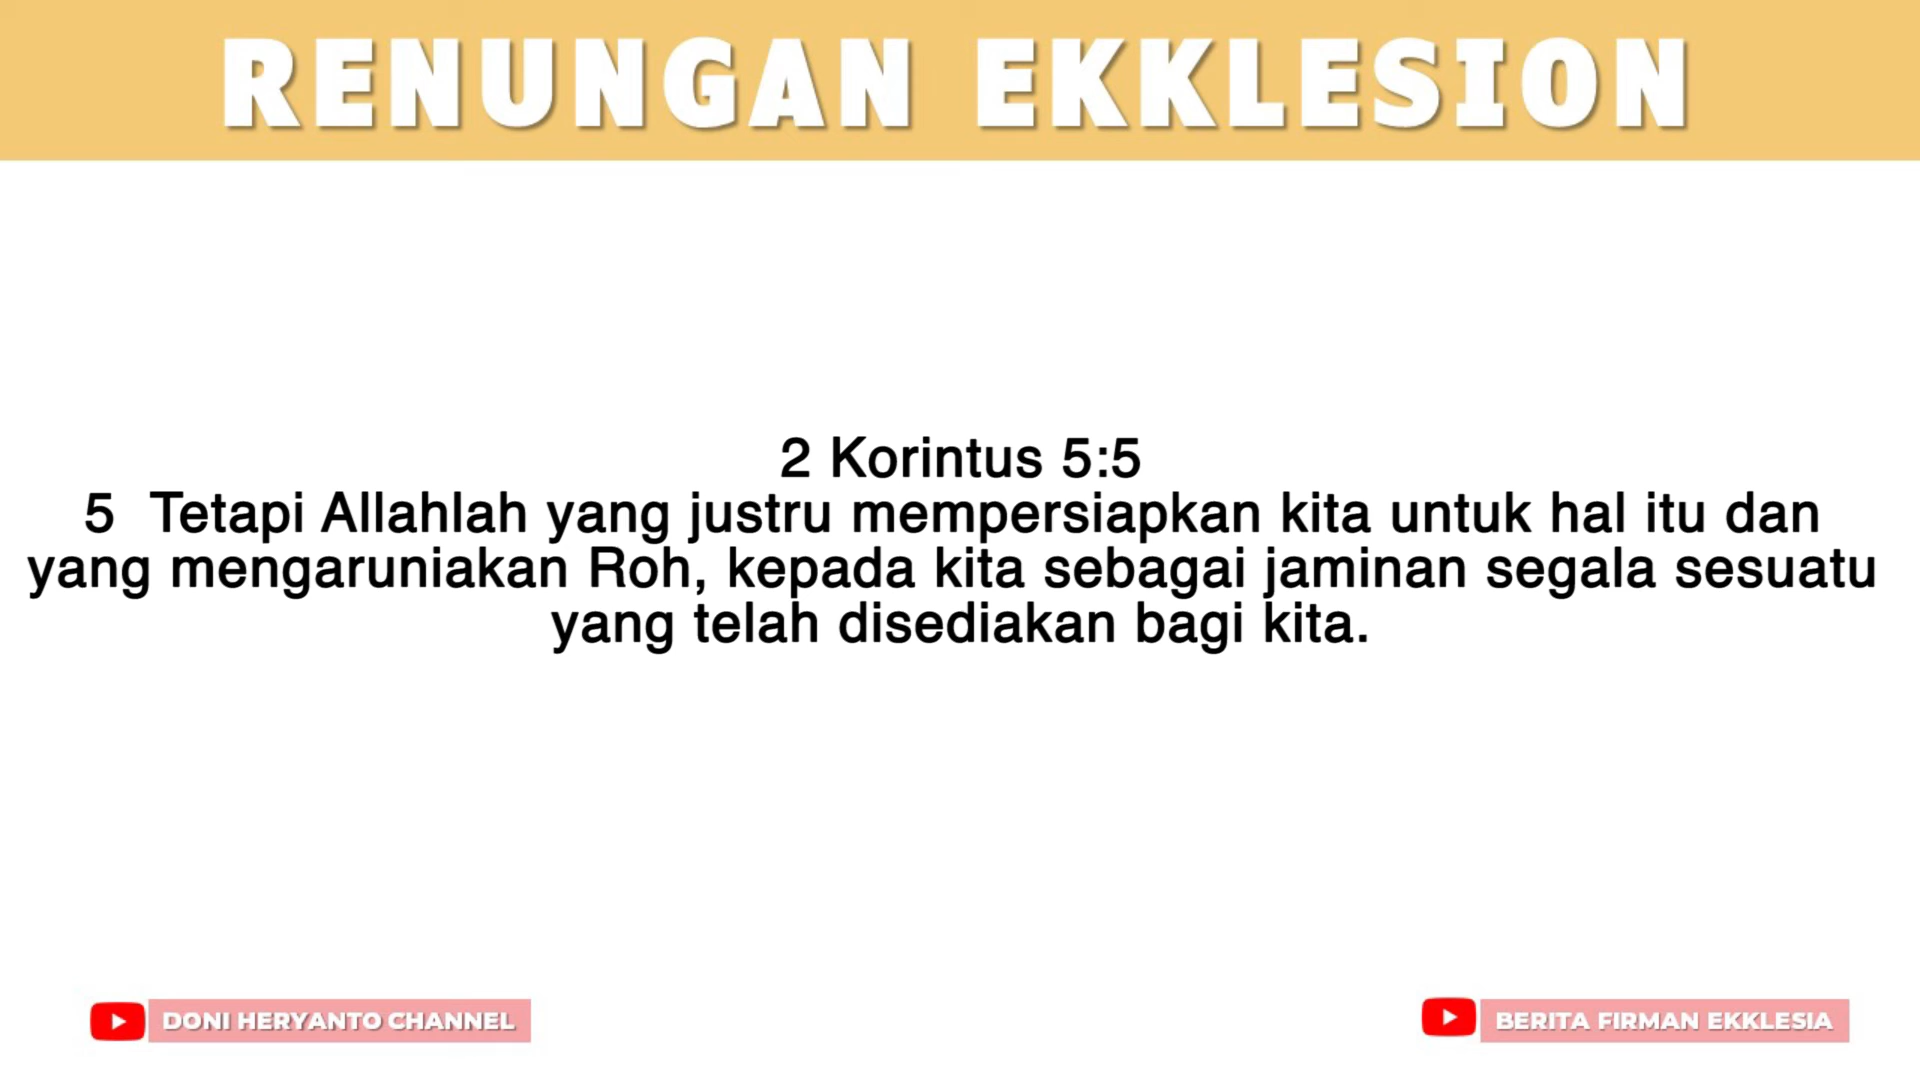 RENUNGAN EKKLESION
2 Korintus 5:5
5 Tetapi Allahlah yang justru mempersiapkan kita untuk hal itu dan
yang mengaruniakan Roh, kepada kita sebagai jaminan segala sesuatu
yang telah disediakan bagi kita.
DONI HERYANTO CHANNEL
BERITA FIRMAN EKKLESIA